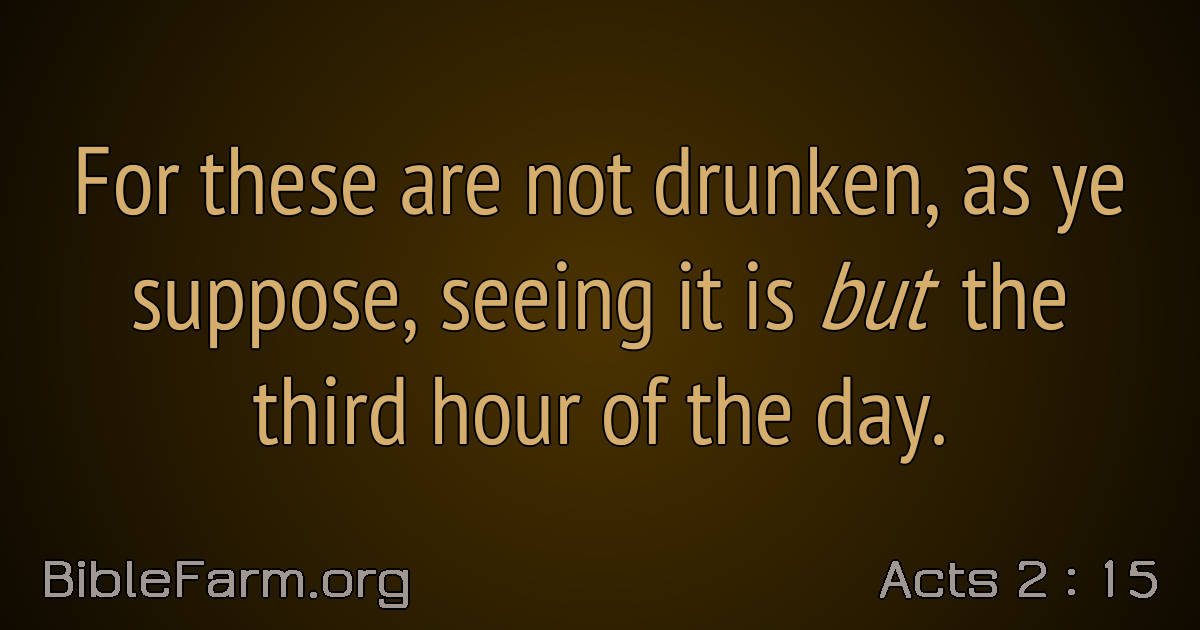 For these are not drunken, as ye
suppose, seeing it is but the
third hour of the day.
BibleFarm.org
Acts 2 : 15